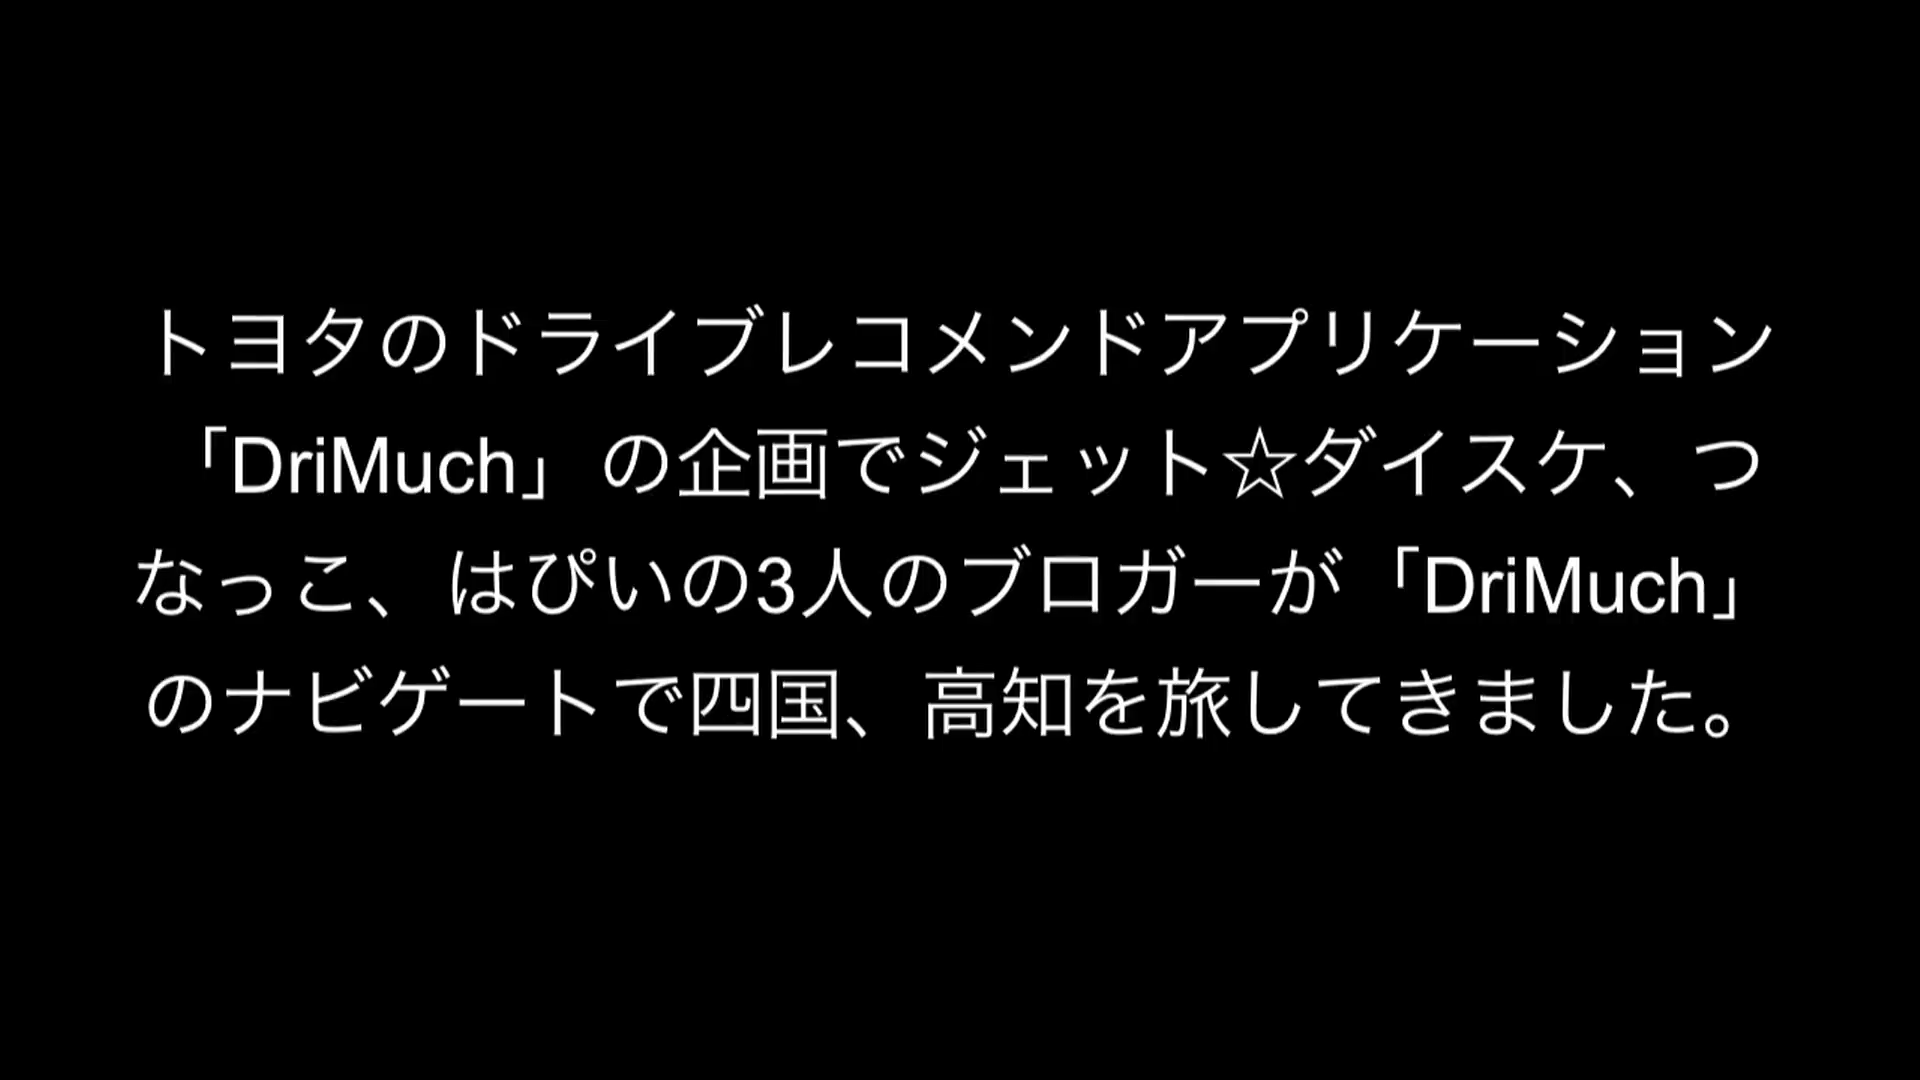 トヨタのドライブレコメンドアプリケーション
「DriMuch」の企画でジェット☆ダイスケ、つ
なっこ、はぴいの3人のブロガーが「DriMuch」
のナビゲートで四国、高知を旅してきました。